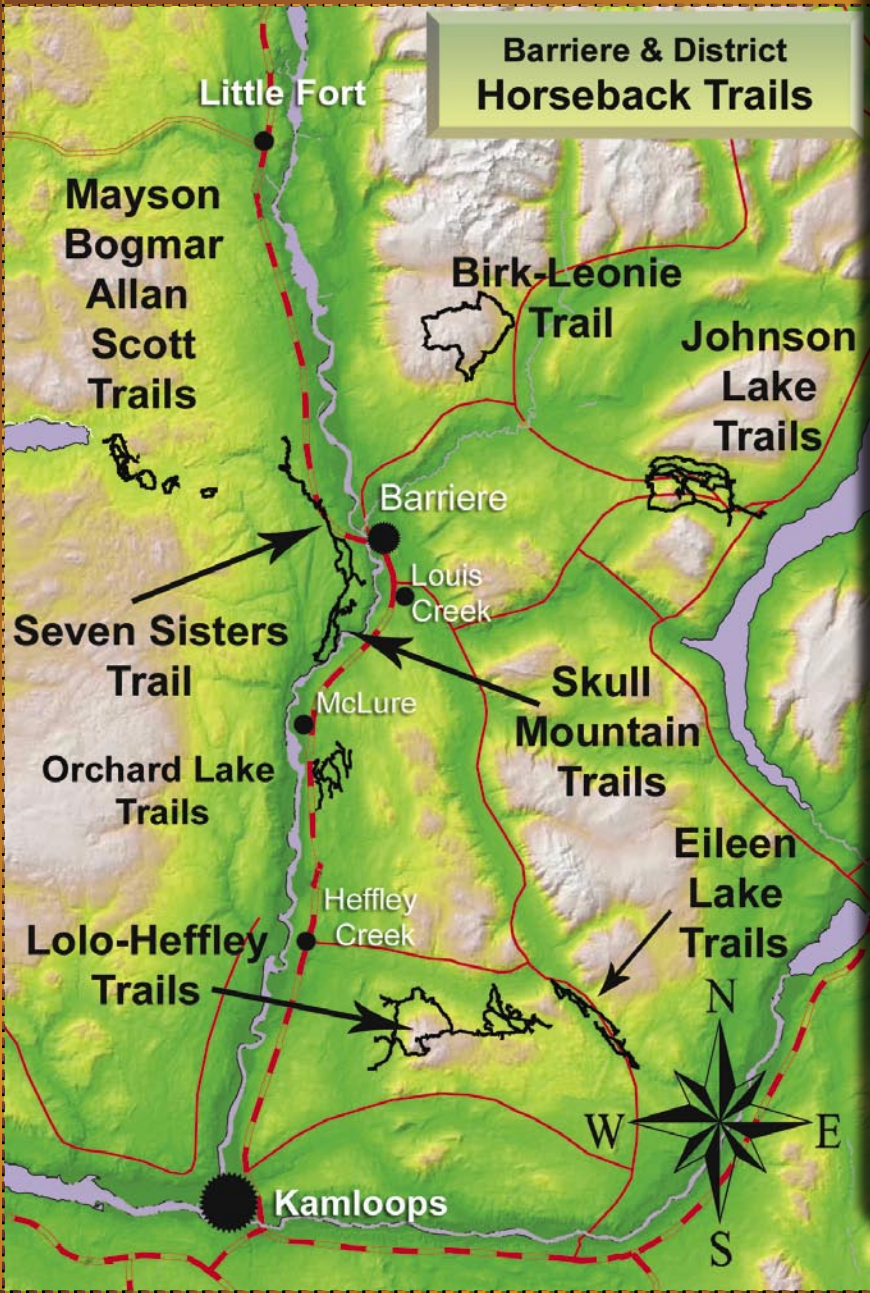 Barriere & District
Horseback Trails
Little Fort
Mayson
Bogmar
Allan
Scott
Trails
Birk-Leonie
Trail
Johnson
Lake
Trails
Barriere
Louis
Creek
Seven Sisters
Trail
Skull
Mountain
Trails
McLure
Orchard Lake
Trails
Eileen
Lake
Trails
Heffley
Creek
Lolo-Heffley
Trails
N
W
E
S
Kamloops